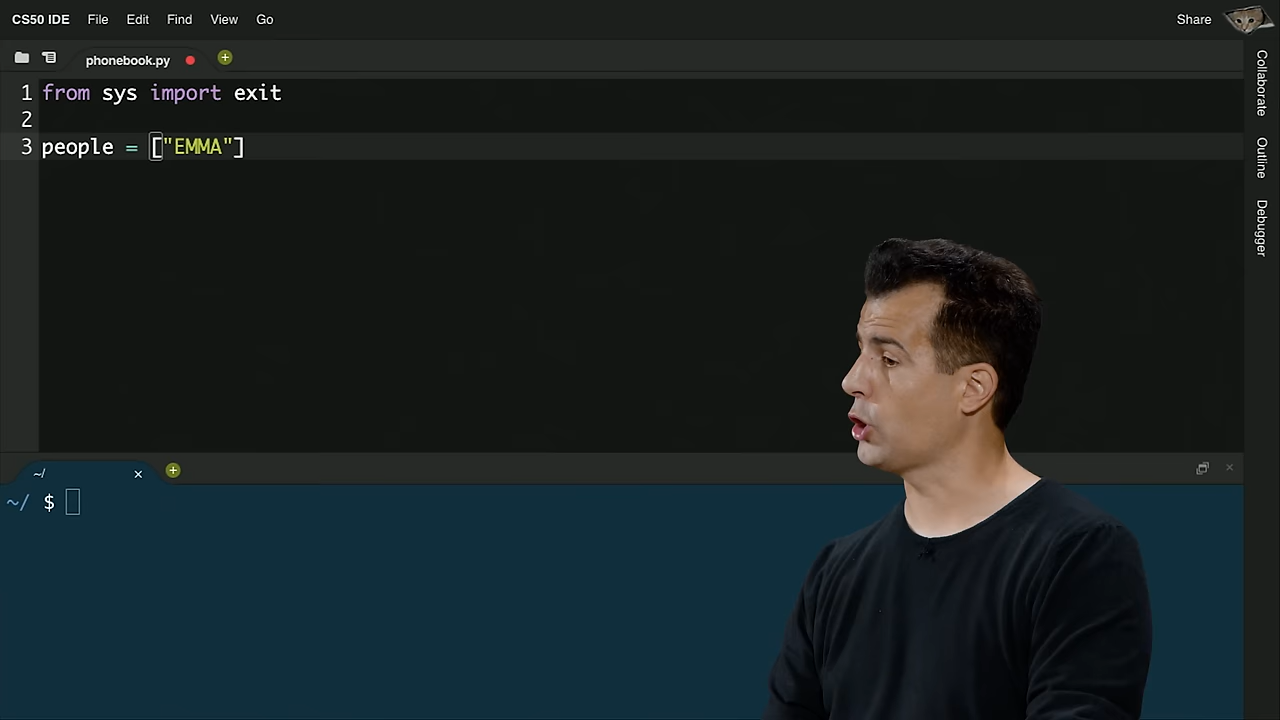 CS50 IDE File Edit Find View Go Share
phonebook.py
1 from sys import exit
2
3 people = ["EMMA"]
Collaborate
Outline
Debugger
~/
~/ $